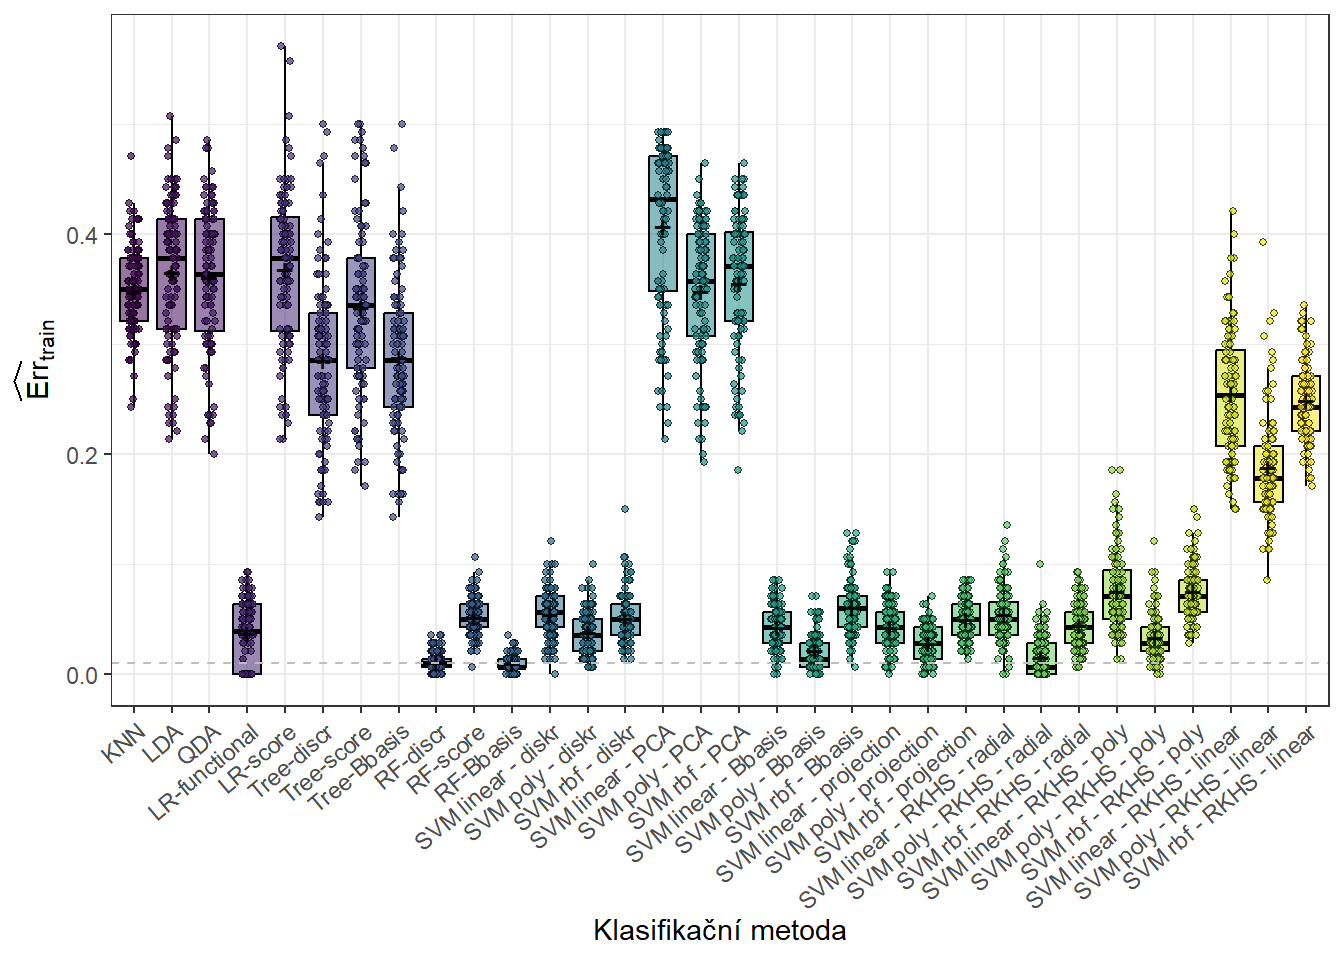 0.4
0.2
0.0
Err train
KNN
LDA
QDA
LR-functional
LR-score
Tree-discr
Tree-score
Tree-Bbasis
RF-discr
RF-score
RF-Bbasis
SVM linear - diskr
SVM poly - diskr
SVM rbf - diskr
SVM linear - PCA
SVM poly - PCA
SVM rbf - PCA
SVM linear - Bbasis
SVM poly - Bbasis
SVM rbf - Bbasis
SVM linear - projection
SVM poly - projection
SVM rbf - projection
SVM linear - RKHS - radial
SVM poly - RKHS - radial
SVM rbf - RKHS - radial
SVM linear - RKHS - poly
SVM poly - RKHS - poly
SVM rbf - RKHS - poly
SVM linear - RKHS - linear
SVM poly - RKHS - linear
SVM rbf - RKHS - linear
Klasifikační metoda